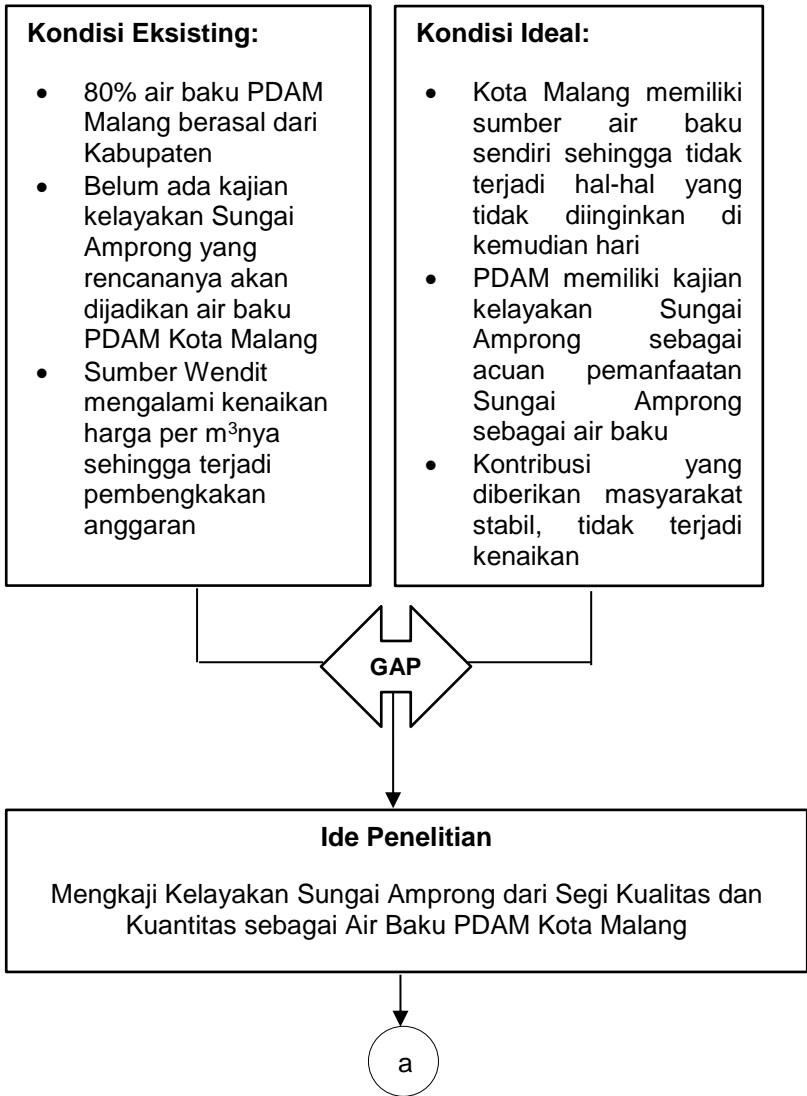 Kondisi Eksisting:
• 80% air baku PDAM
Malang berasal dari
Kabupaten
• Belum ada kajian
kelayakan Sungai
Amprong yang
rencananya akan
dijadikan air baku
PDAM Kota Malang
• Sumber Wendit
mengalami kenaikan
harga per m³nya
sehingga terjadi
pembengkakan
anggaran
Kondisi Ideal:
• Kota Malang memiliki
sumber air baku
sendiri sehingga tidak
terjadi hal-hal yang
tidak diinginkan di
kemudian hari
• PDAM memiliki kajian
kelayakan Sungai
Amprong sebagai
acuan pemanfaatan
Sungai Amprong
sebagai air baku
• Kontribusi yang
diberikan masyarakat
stabil, tidak terjadi
kenaikan
GAP
Ide Penelitian
Mengkaji Kelayakan Sungai Amprong dari Segi Kualitas dan
Kuantitas sebagai Air Baku PDAM Kota Malang
a